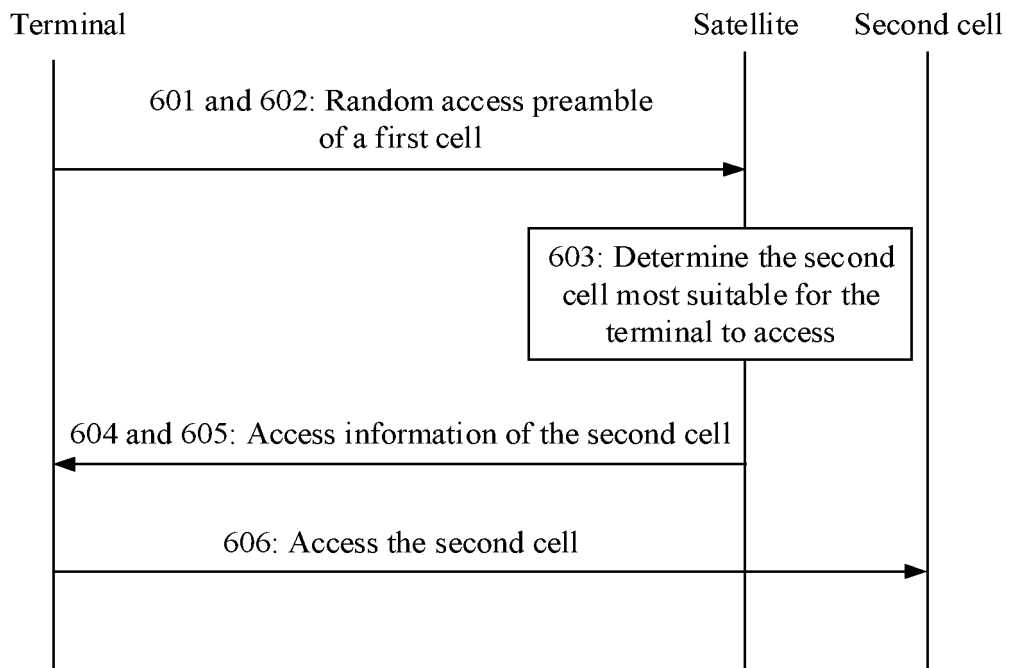 Terminal
Satellite
Second cell
601 and 602: Random access preamble
of a first cell
603: Determine the second
cell most suitable for the
terminal to access
604 and 605: Access information of the second cell
606: Access the second cell